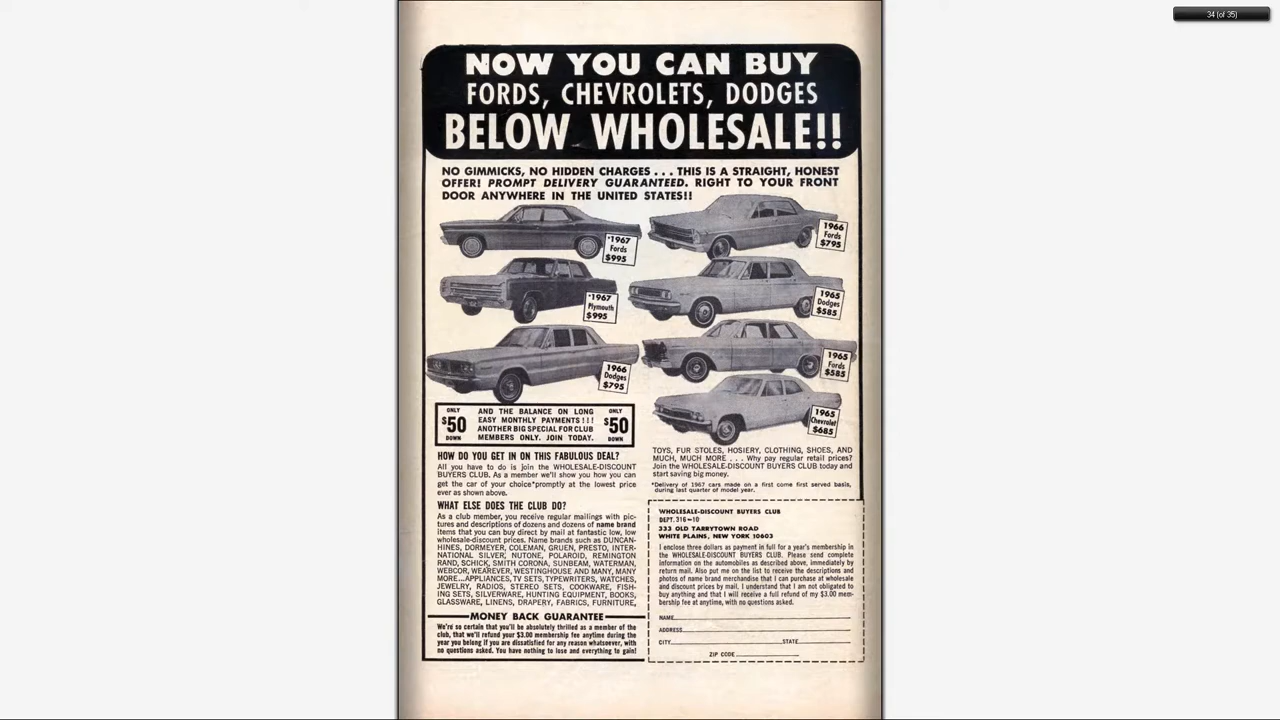 34 (of 35)
NOW YOU CAN BUY
FORDS, CHEVROLETS, DODGES
BELOW WHOLESALE!!
NO GIMMICKS, NO HIDDEN CHARGES . . . THIS IS A STRAIGHT, HONEST
OFFER! PROMPT DELIVERY GUARANTEED. RIGHT TO YOUR FRONT
DOOR ANYWHERE IN THE UNITED STATES!!
*1967
Fords
$995
1966
Fords
$795
*1967
Plymouth
$995
1965
Dodges
$585
1966
Dodges
$795
1965
Fords
$585
1965
Chevrolet
$685
ONLY
$50
DOWN
AND THE BALANCE ON LONG
EASY MONTHLY PAYMENTS!!!
ANOTHER BIG SPECIAL FOR CLUB
MEMBERS ONLY. JOIN TODAY.
ONLY
$50
DOWN
HOW DO YOU GET IN ON THIS FABULOUS DEAL?
All you have to do is join the WHOLESALE-DISCOUNT
BUYERS CLUB. As a member we'll show you how you can
get the car of your choice*promptly at the lowest price
ever as shown above.
WHAT ELSE DOES THE CLUB DO?
As a club member, you receive regular mailings with pic-
tures and descriptions of dozens and dozens of name brand
items that you can buy direct by mail at fantastic low, low
wholesale-discount prices. Name brands such as DUNCAN-
HINES, DORMEYER, COLEMAN, GRUEN, PRESTO, INTER-
NATIONAL SILVER, NUTONE, POLAROID, REMINGTON
RAND, SCHICK, SMITH CORONA, SUNBEAM, WATERMAN,
WEBCOR, WEAREVER, WESTINGHOUSE AND MANY, MANY
MORE...APPLIANCES, TV SETS, TYPEWRITERS, WATCHES,
JEWELRY, RADIOS, STEREO SETS, COOKWARE, FISH-
ING SETS, SILVERWARE, HUNTING EQUIPMENT, BOOKS,
GLASSWARE, LINENS, DRAPERY, FABRICS, FURNITURE,
TOYS, FUR STOLES, HOSIERY, CLOTHING, SHOES, AND
MUCH, MUCH MORE . . . Why pay regular retail prices?
Join the WHOLESALE-DISCOUNT BUYERS CLUB today and
start saving big money.
*Delivery of 1967 cars made on a first come first served basis,
during last quarter of model year.
MONEY BACK GUARANTEE
We're so certain that you'll be absolutely thrilled as a member of the
club, that we'll refund your $3.00 membership fee anytime during the
year you belong if you are dissatisfied for any reason whatsoever, with
no questions asked. You have nothing to lose and everything to gain!
WHOLESALE-DISCOUNT BUYERS CLUB
DEPT. 316-10
333 OLD TARRYTOWN ROAD
WHITE PLAINS, NEW YORK 10603
I enclose three dollars as payment in full for a year's membership in
the WHOLESALE-DISCOUNT BUYERS CLUB. Please send complete
information on the automobiles as described above, immediately by
return mail. Also put me on the list to receive the descriptions and
photos of name brand merchandise that I can purchase at wholesale
and discount prices by mail. I understand that I am not obligated to
buy anything and that I will receive a full refund of my $3.00 mem-
bership fee at anytime, with no questions asked.
NAME
ADDRESS
CITY STATE
ZIP CODE